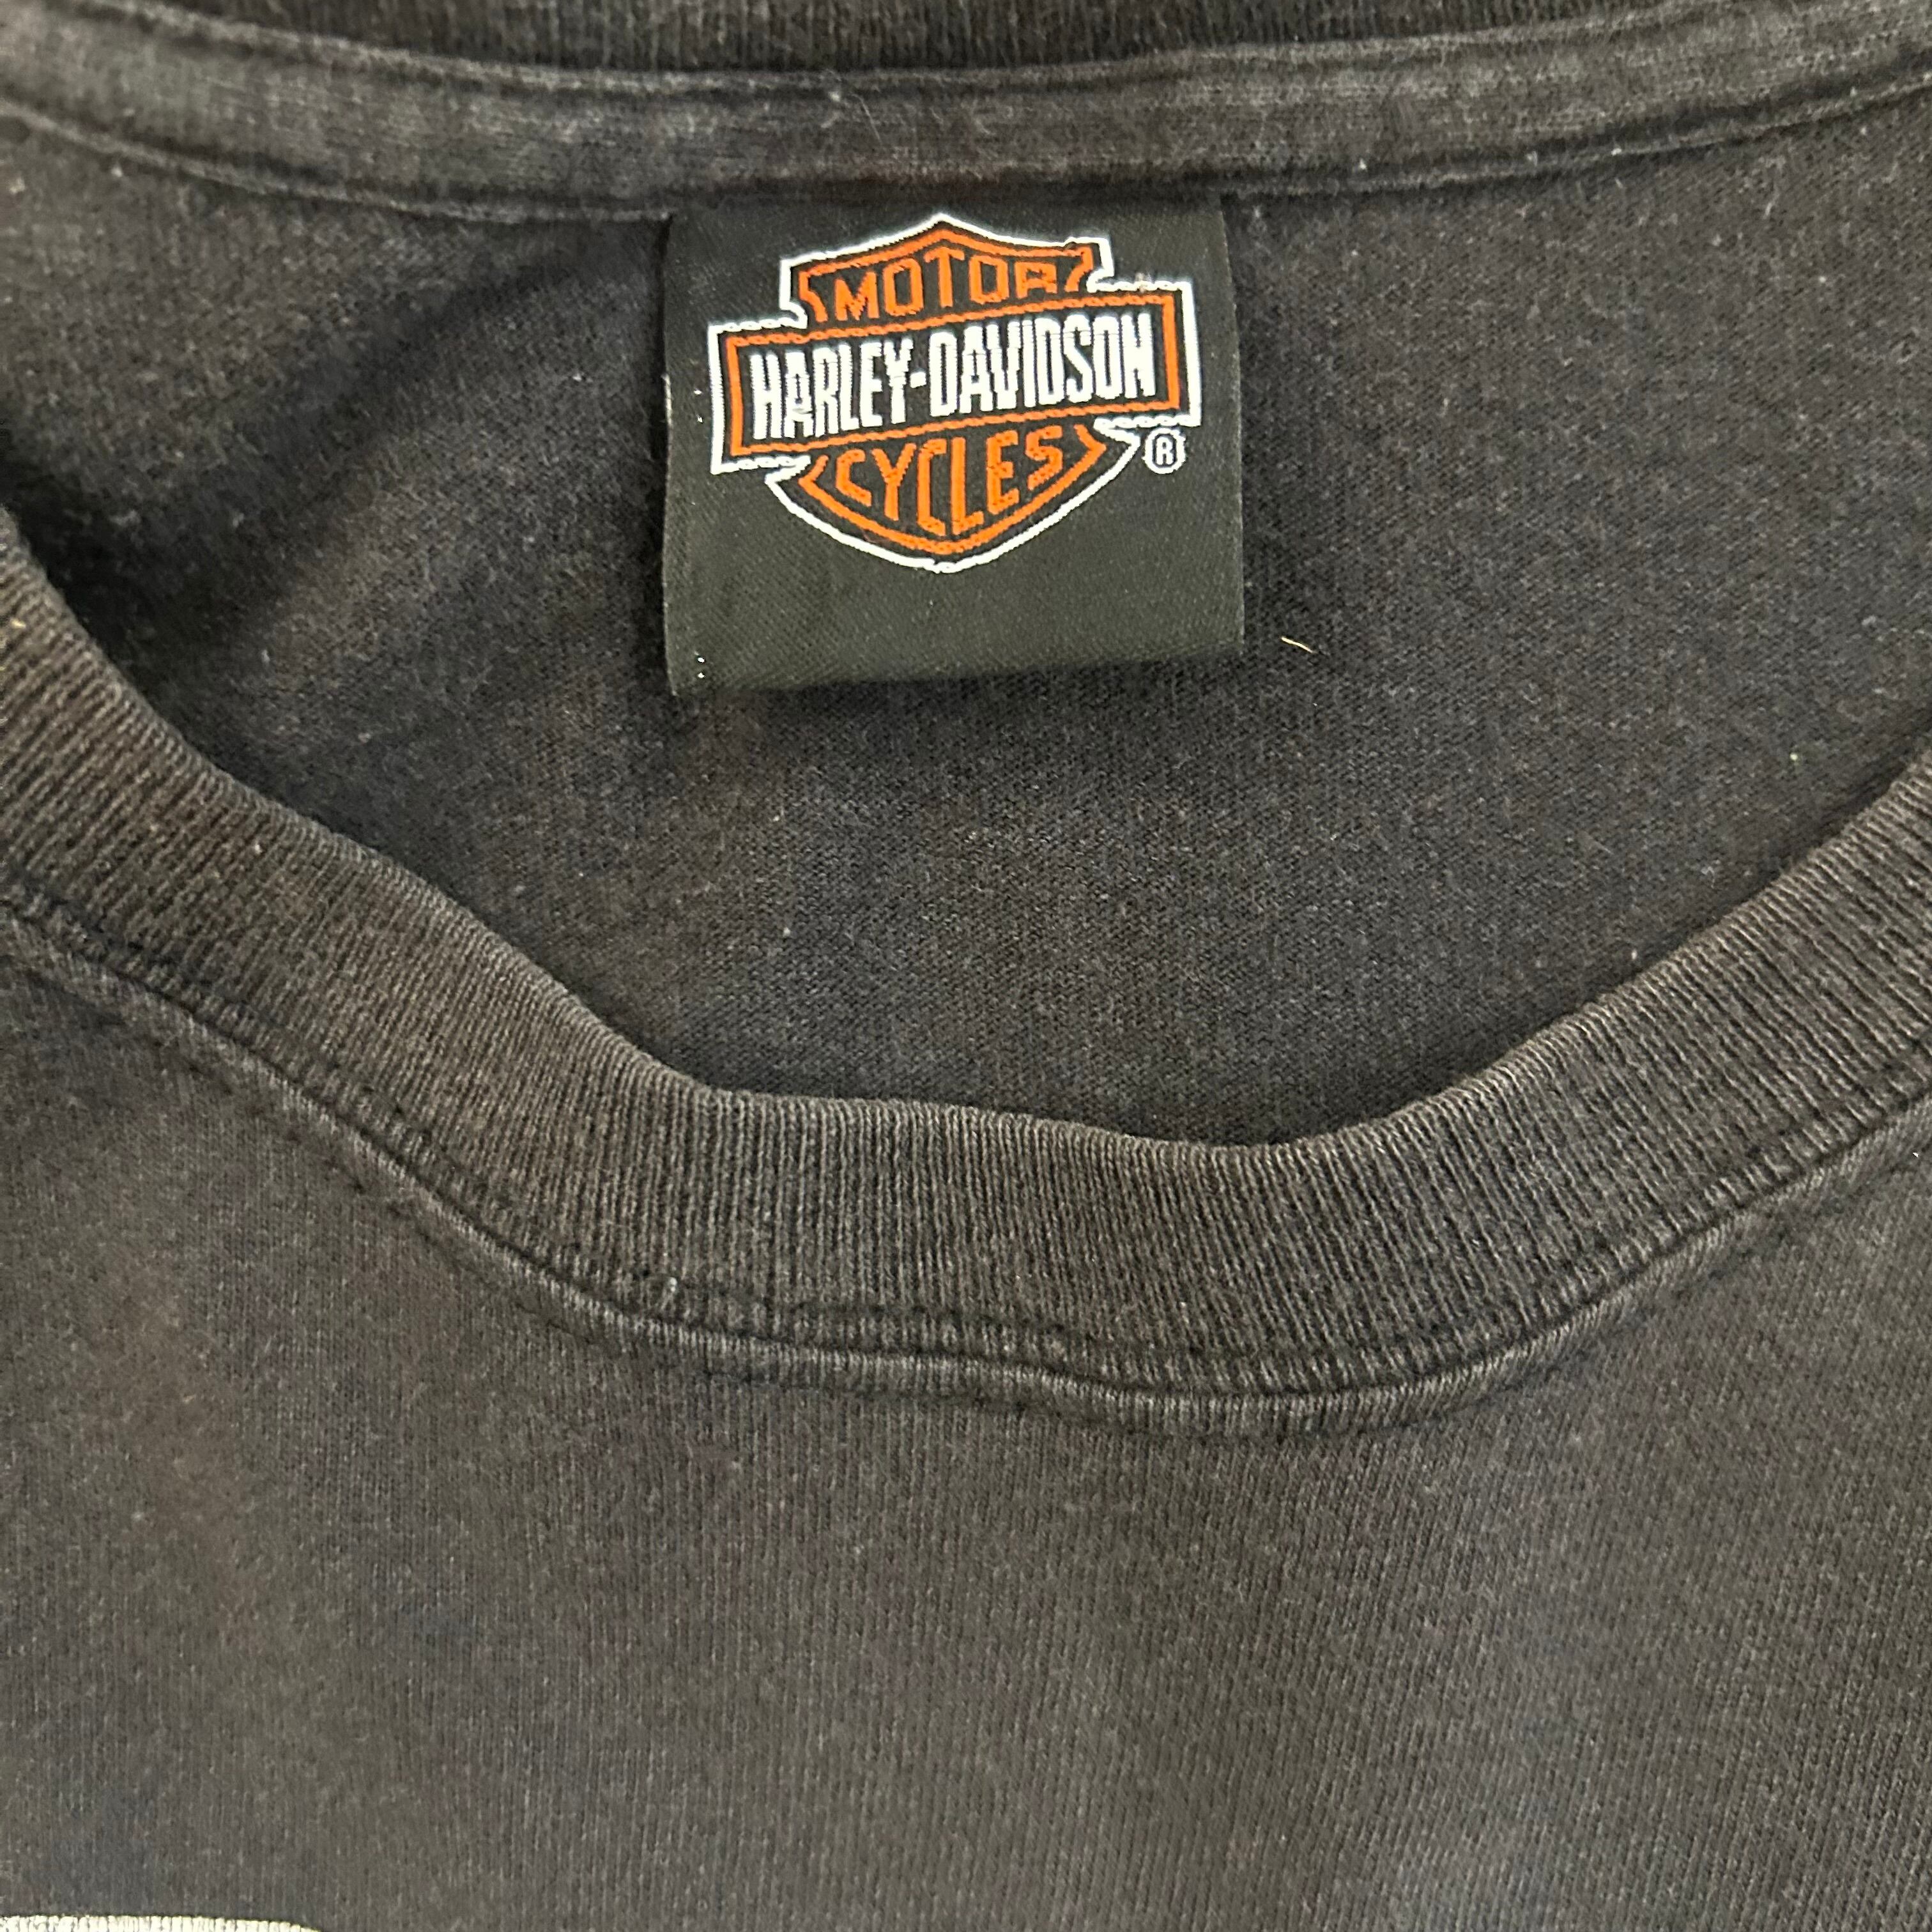 MOTOR
HARLEY-DAVIDSON
CYCLES
®